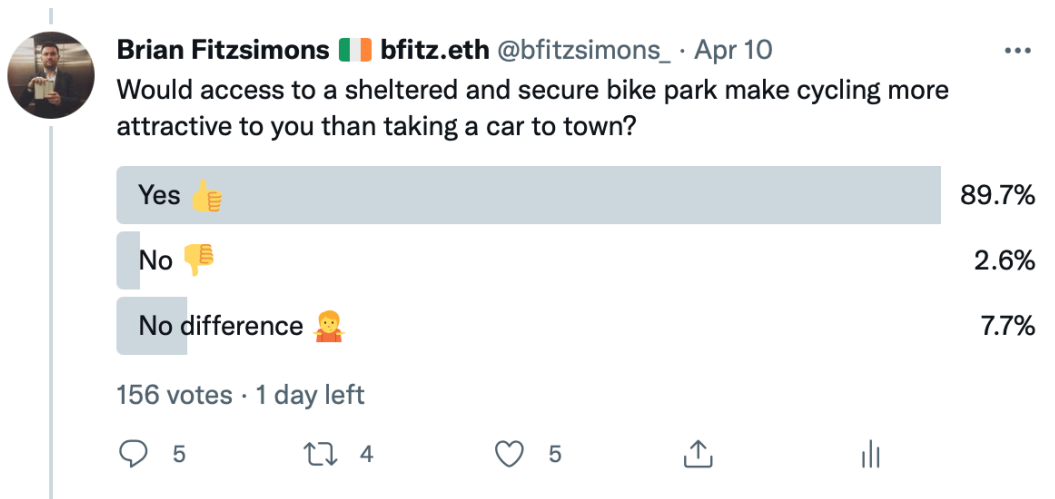 Brian Fitzsimons 🇮🇪 bfitz.eth @bfitzsimons_ · Apr 10
Would access to a sheltered and secure bike park make cycling more
attractive to you than taking a car to town?
Yes 👍 89.7%
No 👎 2.6%
No difference 🤷 7.7%
156 votes · 1 day left
5 4 5